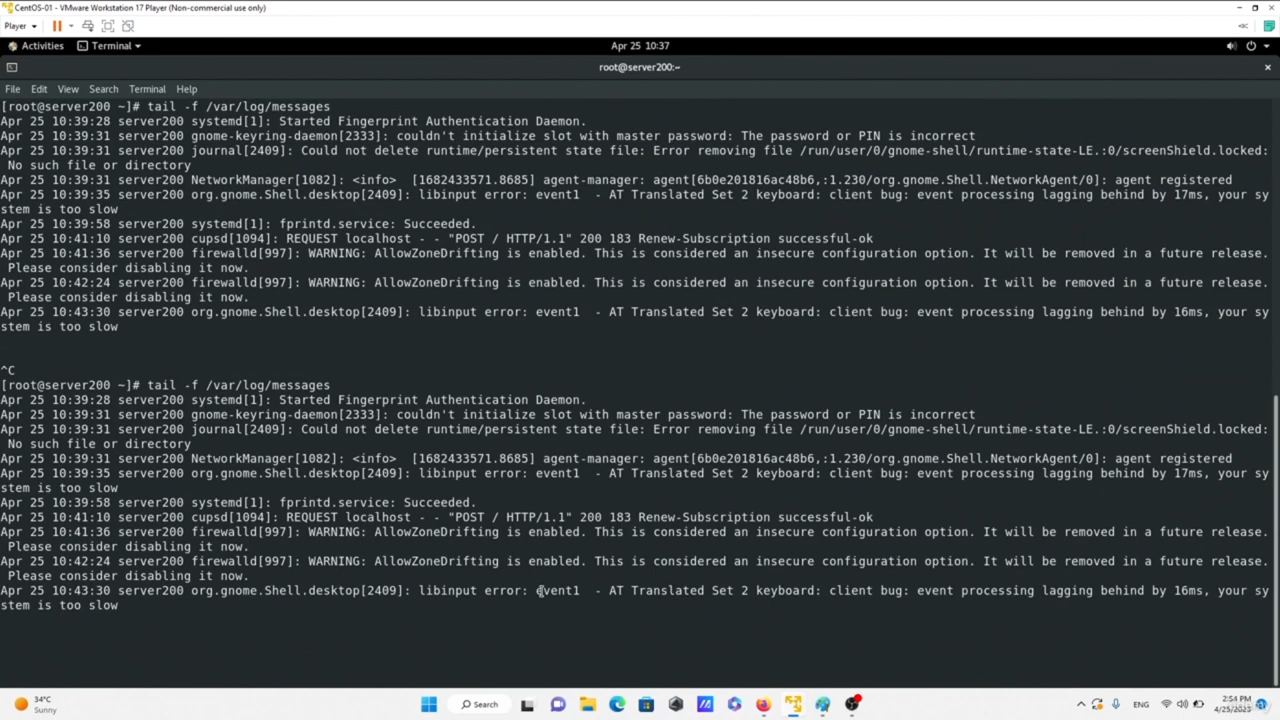 CentOS-01 - VMware Workstation 17 Player (Non-commercial use only)
Player
Activities Terminal Apr 25 10:37
root@server200:~
File Edit View Search Terminal Help
[root@server200 ~]# tail -f /var/log/messages
Apr 25 10:39:28 server200 systemd[1]: Started Fingerprint Authentication Daemon.
Apr 25 10:39:31 server200 gnome-keyring-daemon[2333]: couldn't initialize slot with master password: The password or PIN is incorrect
Apr 25 10:39:31 server200 journal[2409]: Could not delete runtime/persistent state file: Error removing file /run/user/0/gnome-shell/runtime-state-LE.:0/screenShield.locked:
No such file or directory
Apr 25 10:39:31 server200 NetworkManager[1082]: <info>  [1682433571.8685] agent-manager: agent[6b0e201816ac48b6,:1.230/org.gnome.Shell.NetworkAgent/0]: agent registered
Apr 25 10:39:35 server200 org.gnome.Shell.desktop[2409]: libinput error: event1  - AT Translated Set 2 keyboard: client bug: event processing lagging behind by 17ms, your sy
stem is too slow
Apr 25 10:39:58 server200 systemd[1]: fprintd.service: Succeeded.
Apr 25 10:41:10 server200 cupsd[1094]: REQUEST localhost - - "POST / HTTP/1.1" 200 183 Renew-Subscription successful-ok
Apr 25 10:41:36 server200 firewalld[997]: WARNING: AllowZoneDrifting is enabled. This is considered an insecure configuration option. It will be removed in a future release.
Please consider disabling it now.
Apr 25 10:42:24 server200 firewalld[997]: WARNING: AllowZoneDrifting is enabled. This is considered an insecure configuration option. It will be removed in a future release.
Please consider disabling it now.
Apr 25 10:43:30 server200 org.gnome.Shell.desktop[2409]: libinput error: event1  - AT Translated Set 2 keyboard: client bug: event processing lagging behind by 16ms, your sy
stem is too slow
^C
[root@server200 ~]# tail -f /var/log/messages
Apr 25 10:39:28 server200 systemd[1]: Started Fingerprint Authentication Daemon.
Apr 25 10:39:31 server200 gnome-keyring-daemon[2333]: couldn't initialize slot with master password: The password or PIN is incorrect
Apr 25 10:39:31 server200 journal[2409]: Could not delete runtime/persistent state file: Error removing file /run/user/0/gnome-shell/runtime-state-LE.:0/screenShield.locked:
No such file or directory
Apr 25 10:39:31 server200 NetworkManager[1082]: <info>  [1682433571.8685] agent-manager: agent[6b0e201816ac48b6,:1.230/org.gnome.Shell.NetworkAgent/0]: agent registered
Apr 25 10:39:35 server200 org.gnome.Shell.desktop[2409]: libinput error: event1  - AT Translated Set 2 keyboard: client bug: event processing lagging behind by 17ms, your sy
stem is too slow
Apr 25 10:39:58 server200 systemd[1]: fprintd.service: Succeeded.
Apr 25 10:41:10 server200 cupsd[1094]: REQUEST localhost - - "POST / HTTP/1.1" 200 183 Renew-Subscription successful-ok
Apr 25 10:41:36 server200 firewalld[997]: WARNING: AllowZoneDrifting is enabled. This is considered an insecure configuration option. It will be removed in a future release.
Please consider disabling it now.
Apr 25 10:42:24 server200 firewalld[997]: WARNING: AllowZoneDrifting is enabled. This is considered an insecure configuration option. It will be removed in a future release.
Please consider disabling it now.
Apr 25 10:43:30 server200 org.gnome.Shell.desktop[2409]: libinput error: event1  - AT Translated Set 2 keyboard: client bug: event processing lagging behind by 16ms, your sy
stem is too slow
34°C
Sunny
Search
ENG
2:54 PM